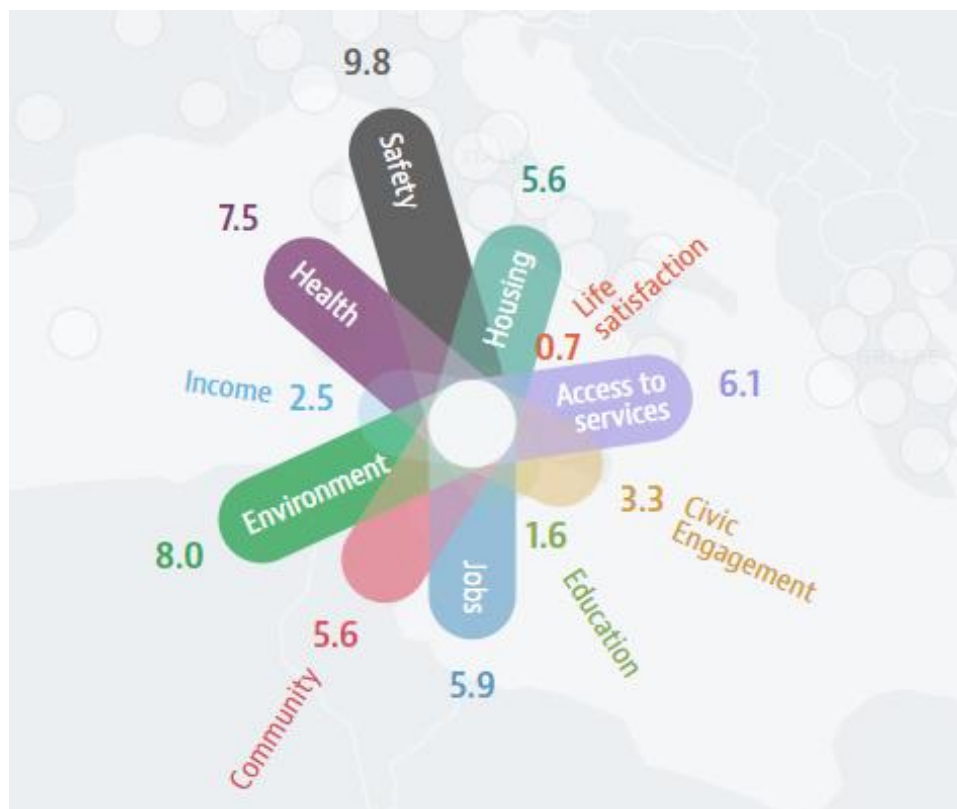 9.8
Safety
5.6
Housing
7.5
Health
Life
satisfaction
0.7
Income 2.5
Access to
services
6.1
Environment
8.0
3.3 Civic
Engagement
1.6
Education
Jobs
5.9
5.6
Community